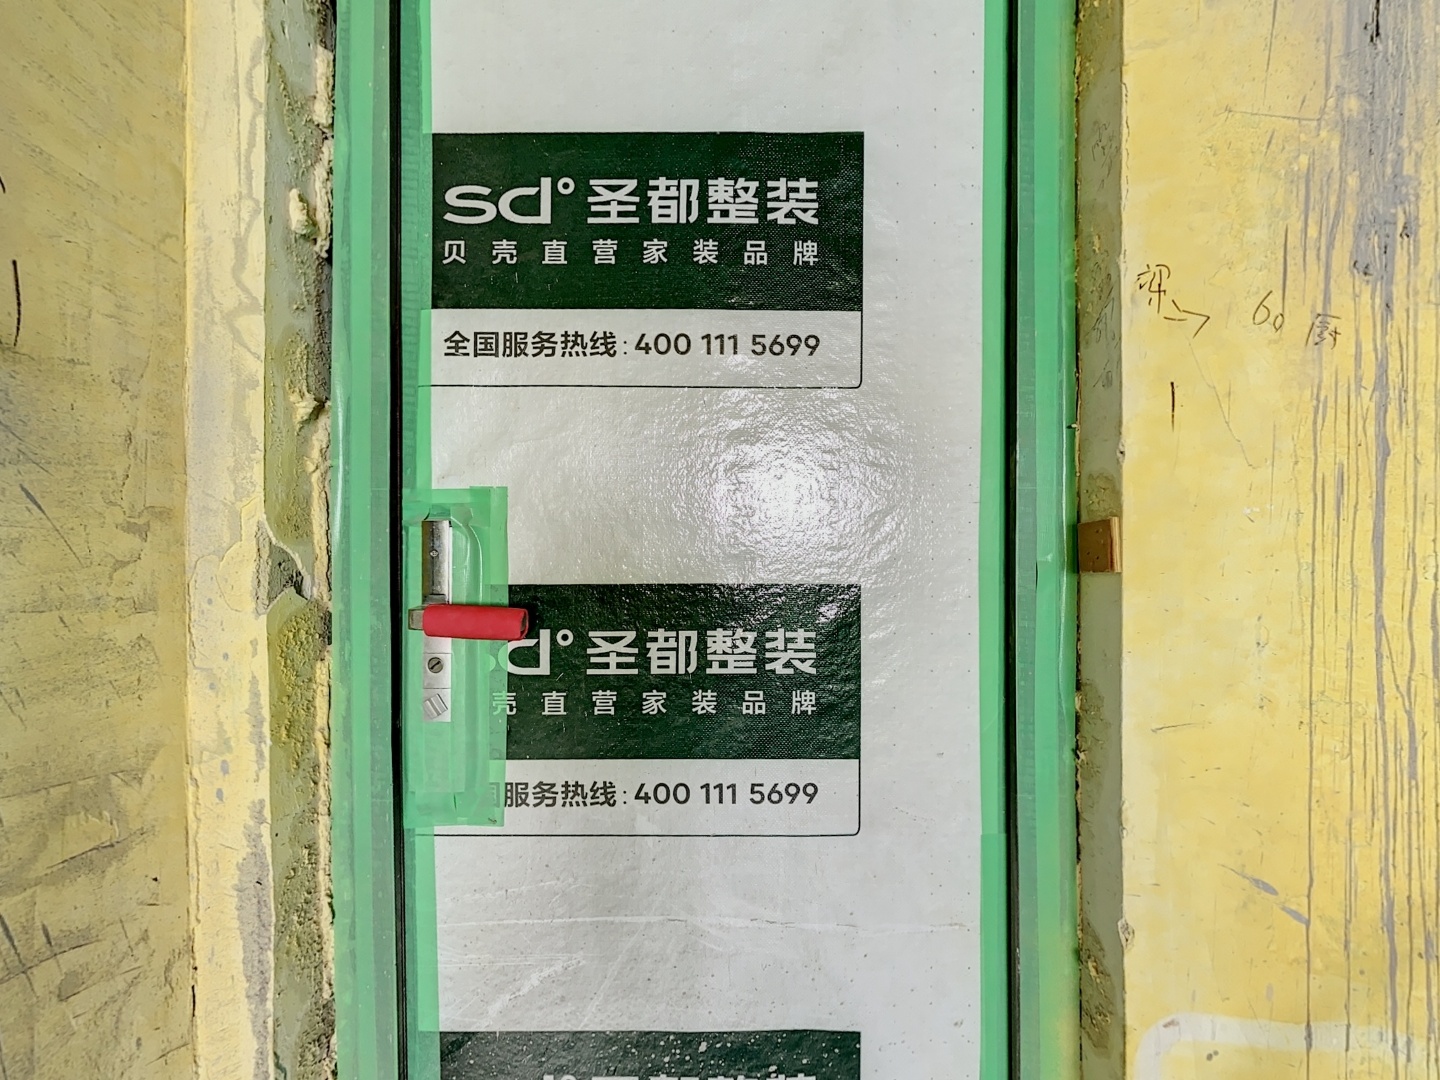 sd° 圣都整装
贝壳直营家装品牌
全国服务热线: 400 111 5699
d° 圣都整装
壳直营家装品牌
国服务热线: 400 111 5699
60 厨